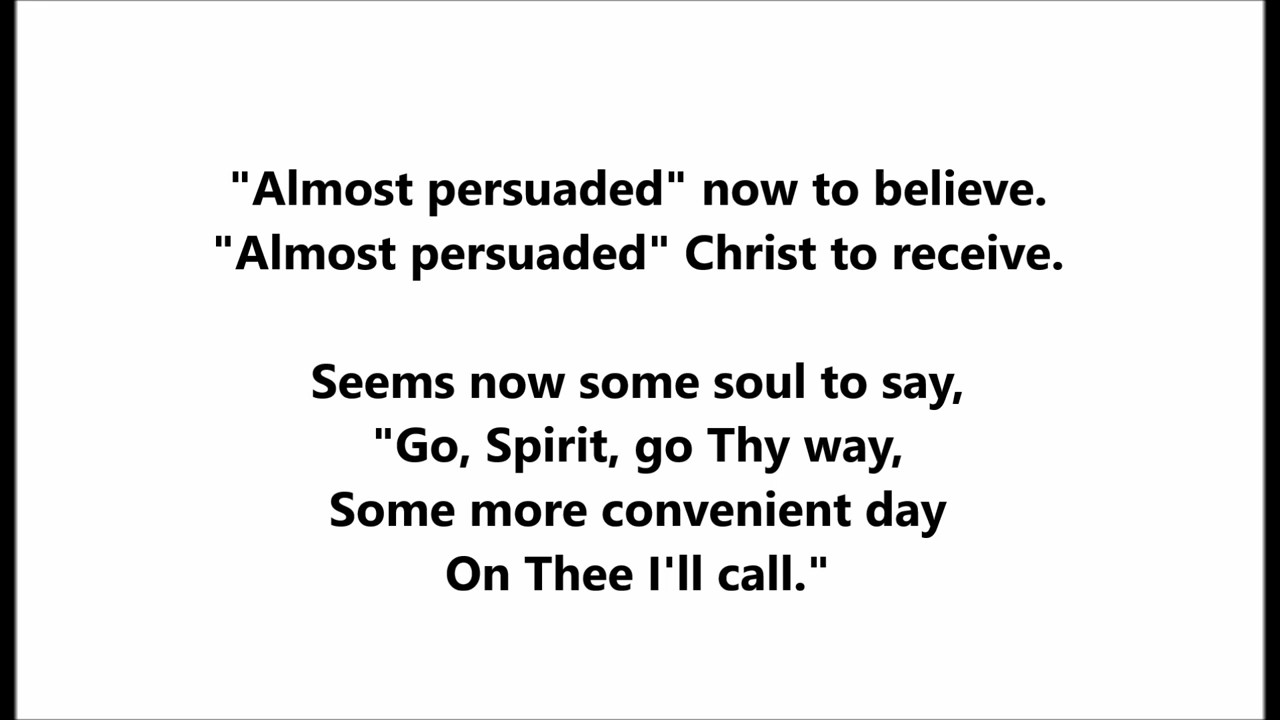 "Almost persuaded" now to believe.
"Almost persuaded" Christ to receive.
Seems now some soul to say,
"Go, Spirit, go Thy way,
Some more convenient day
On Thee I'll call."